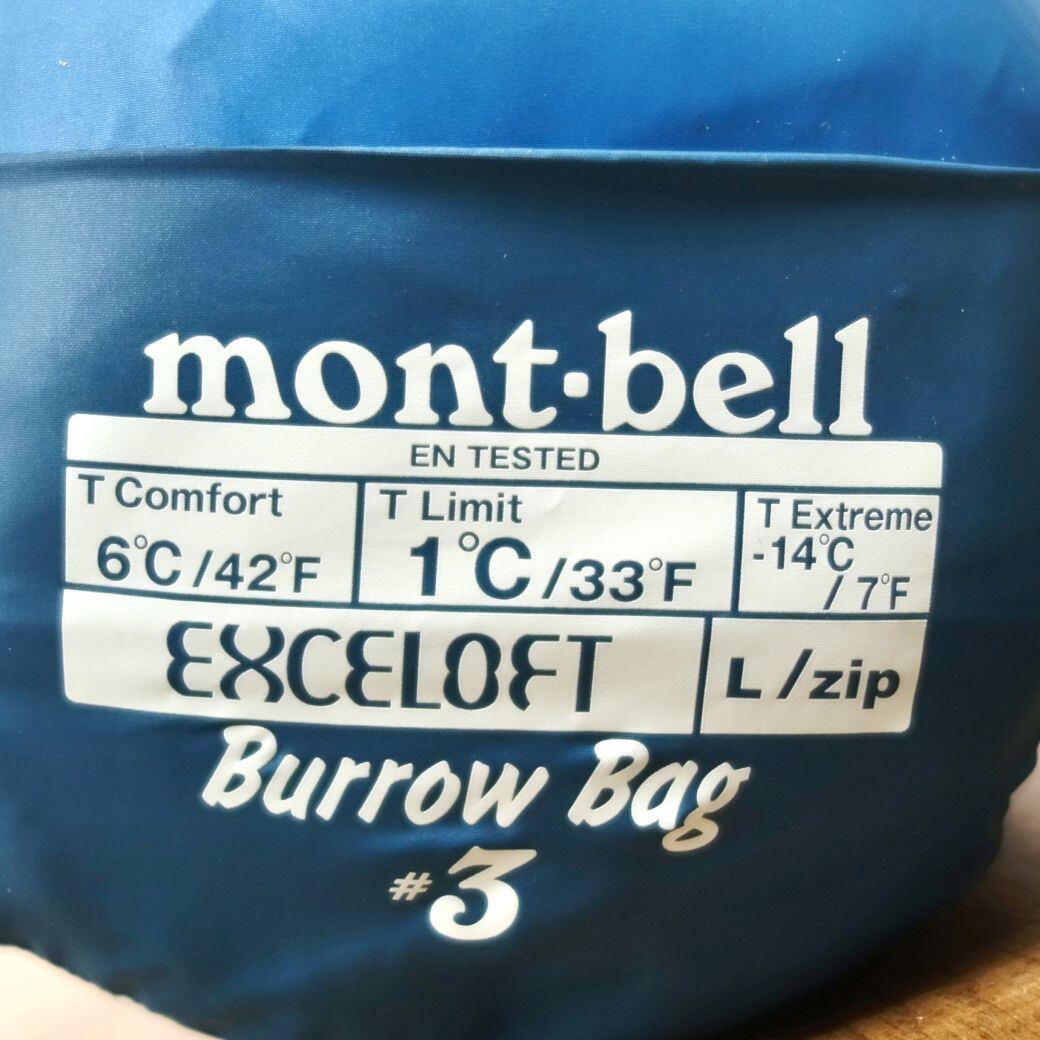 mont·bell
EN TESTED
T Comfort
6°C/42°F
T Limit
1°C/33°F
T Extreme
-14°C
/7°F
EXCELOFT
L/zip
Burrow Bag
#3